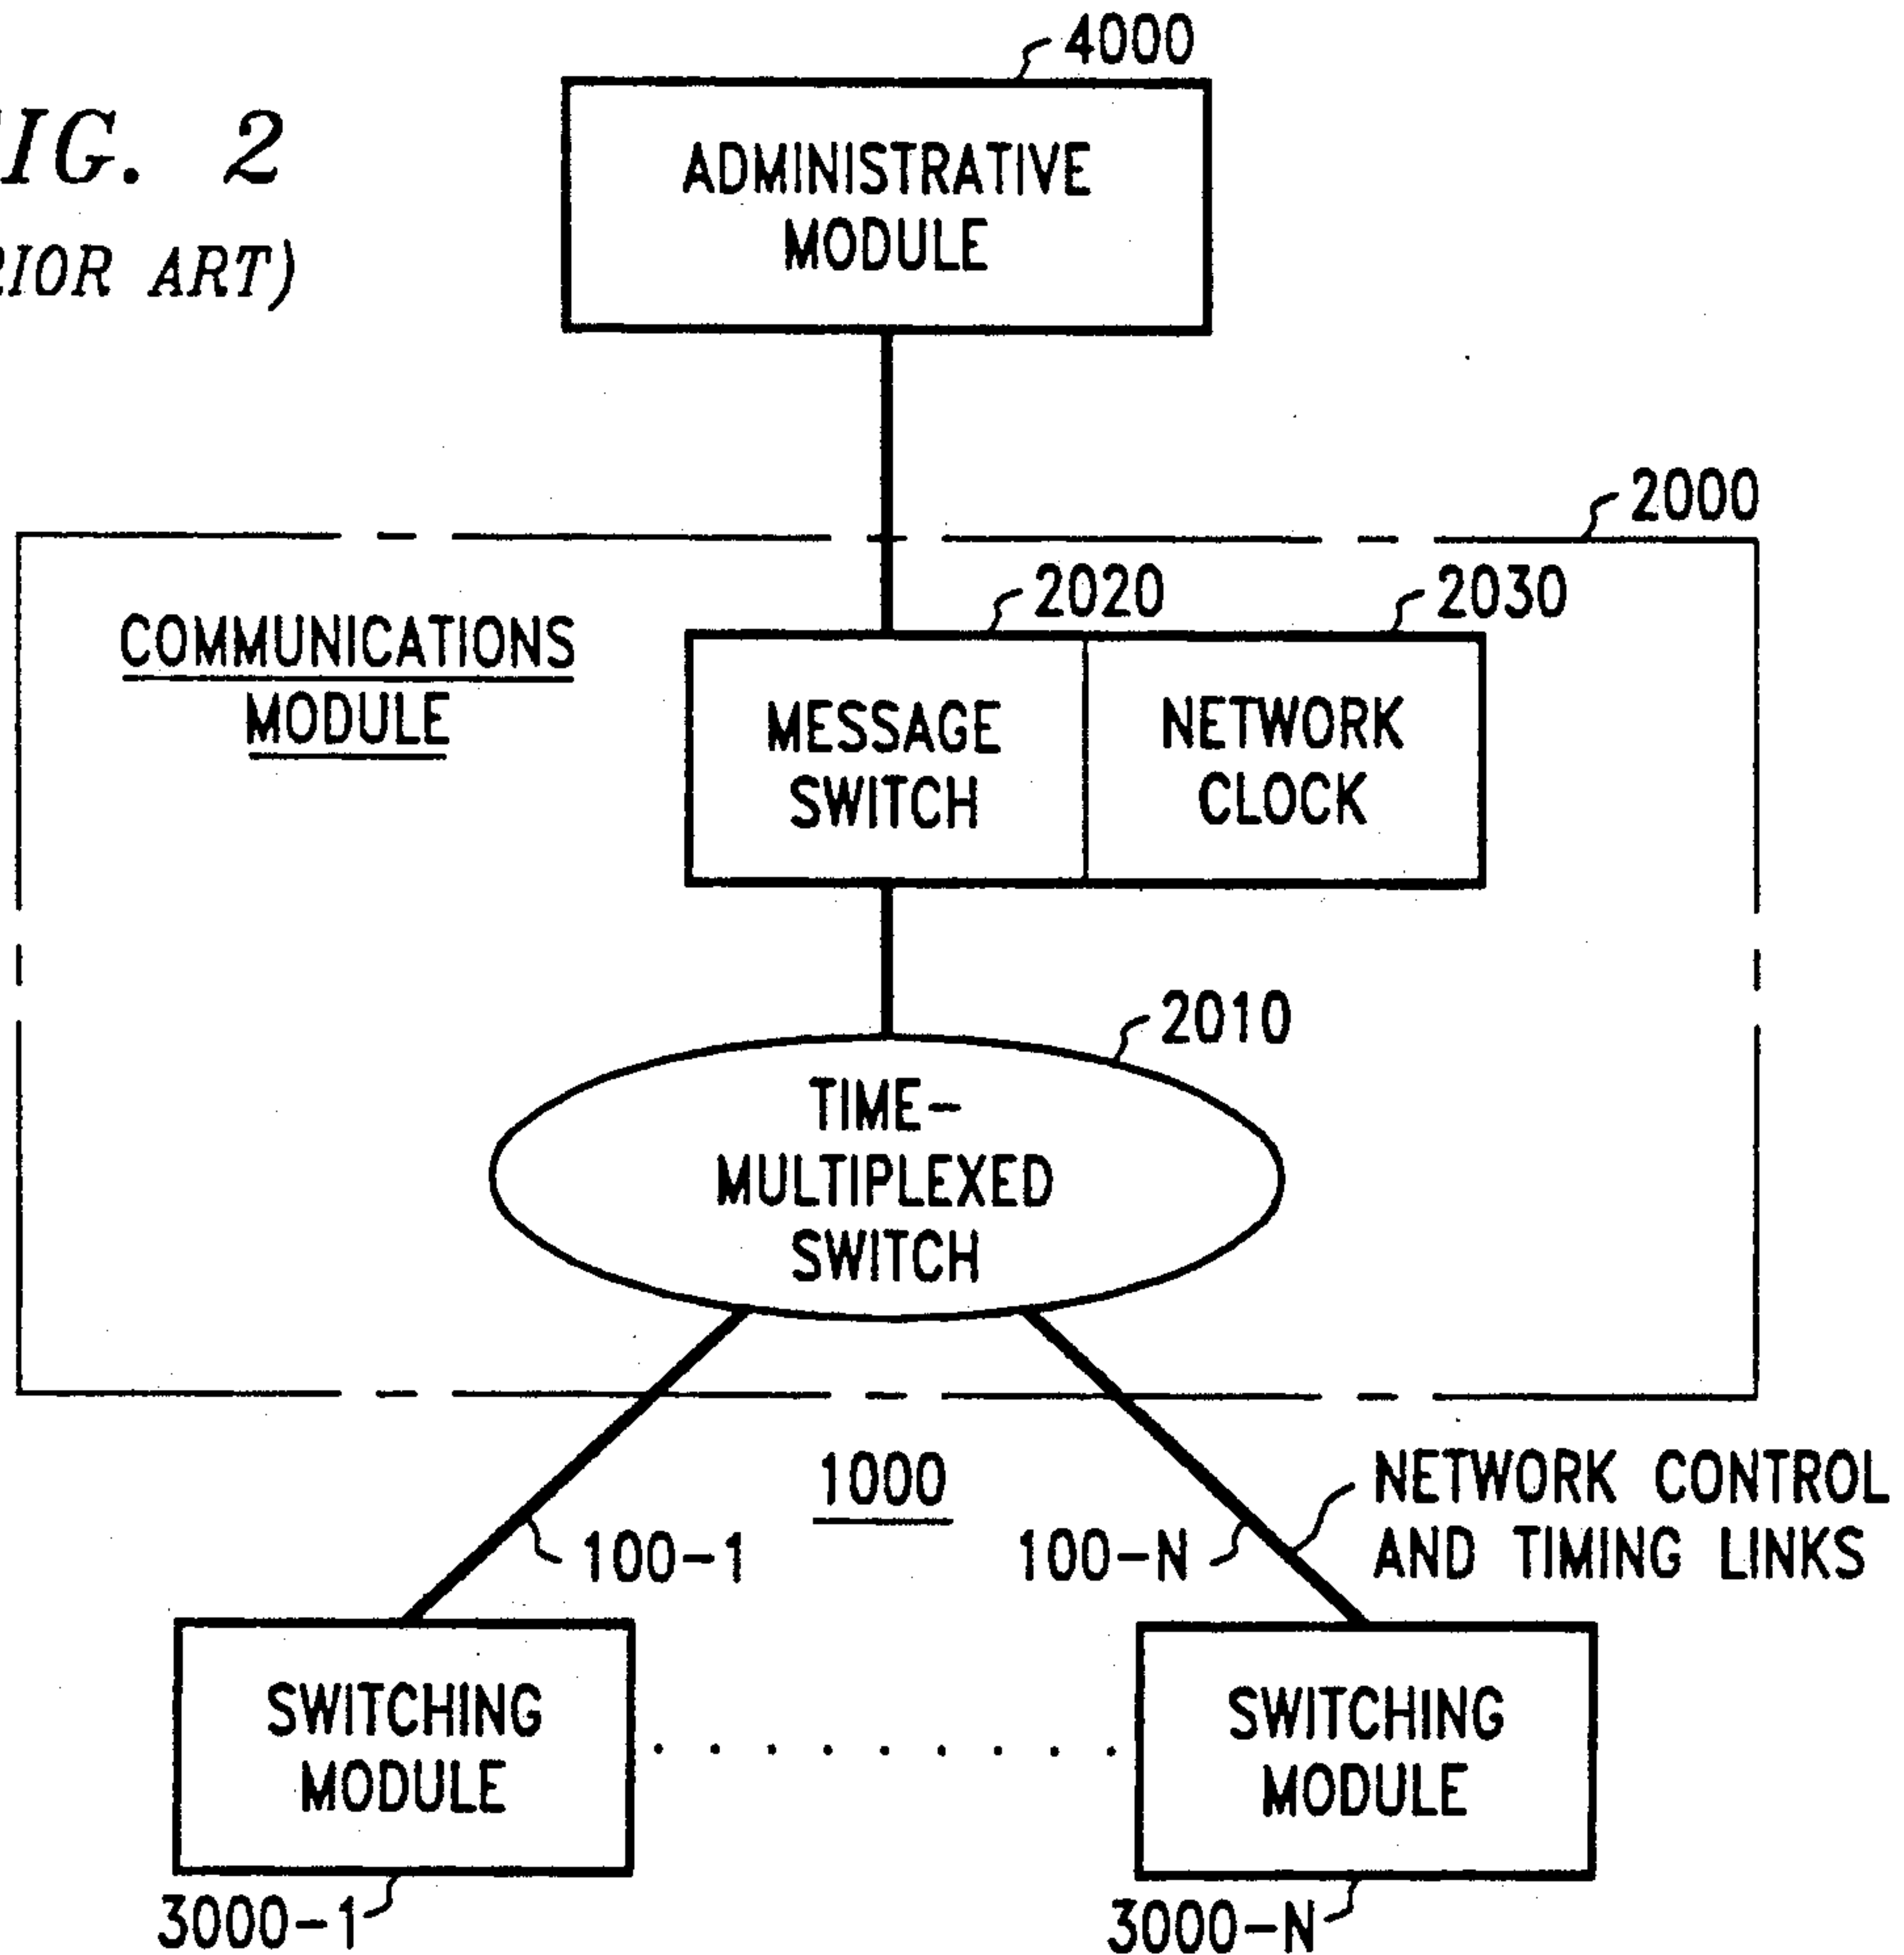 4000
IG. 2
RIOR ART)
ADMINISTRATIVE
MODULE
2000
2020
2030
COMMUNICATIONS
MODULE
MESSAGE
SWITCH
NETWORK
CLOCK
2010
TIME-
MULTIPLEXED
SWITCH
1000
NETWORK CONTROL
AND TIMING LINKS
100-1
100-N
SWITCHING
MODULE
SWITCHING
MODULE
3000-1
3000-N